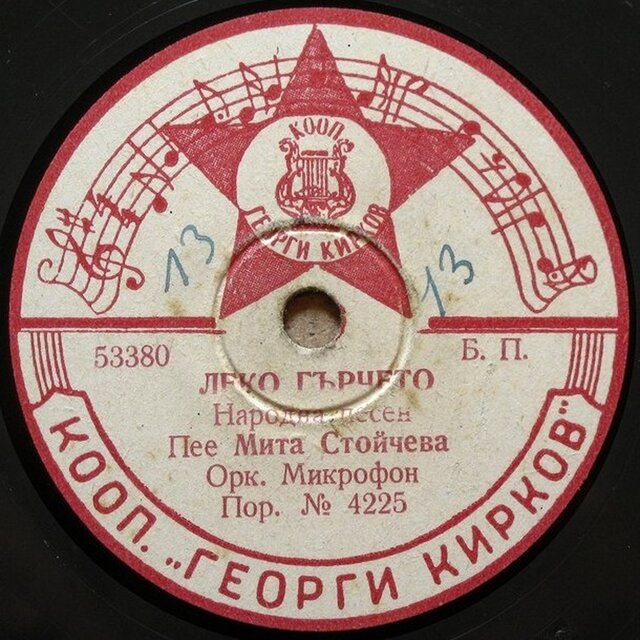 КООП.
ГЕОРГИ КИРКОВ
13
13
53380
Б. П.
ЛЕКО ГЪРЧЕТО
Народна песен
Пее Мита Стойчева
Орк. Микрофон
Пор. № 4225
КООП. „ГЕОРГИ КИРКОВ"